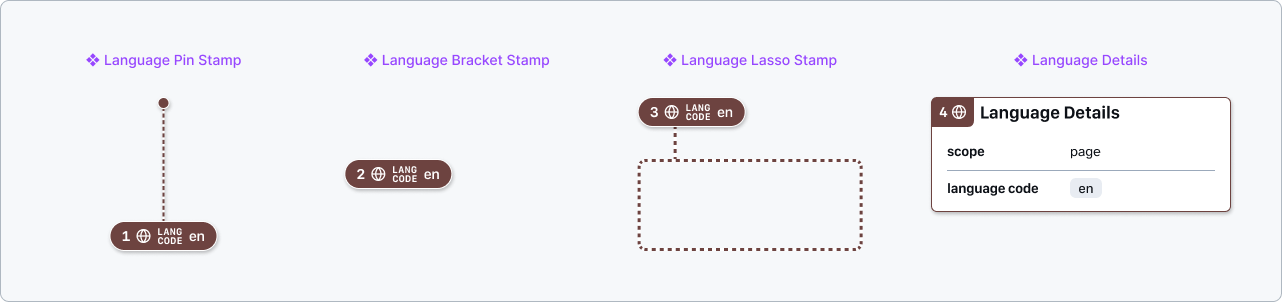 Language Pin Stamp
Language Bracket Stamp
Language Lasso Stamp
Language Details
1 LANG CODE en
2 LANG CODE en
3 LANG CODE en
4 Language Details
scope page
language code en